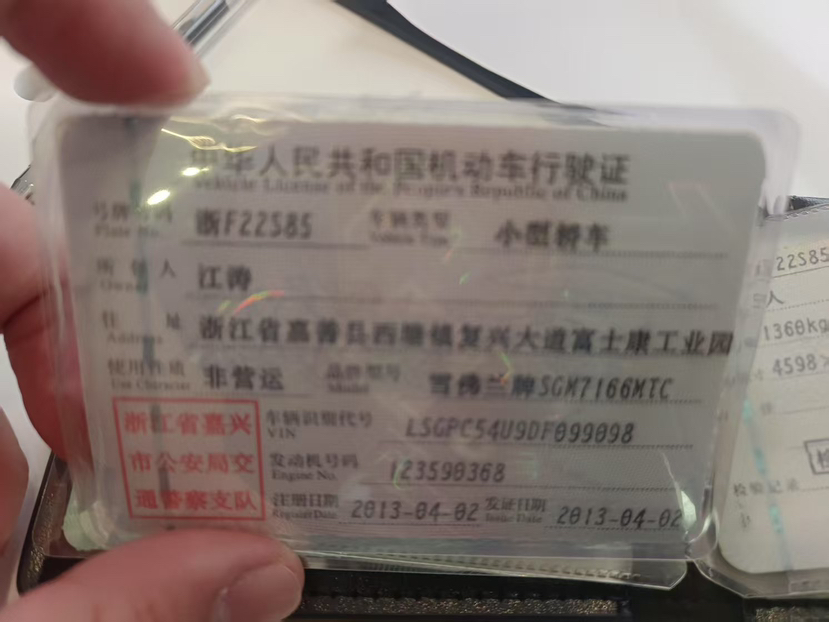 中华人民共和国机动车行驶证
Vehicle License of the People's Republic of China
号牌号码 浙F22S85 车辆类型 小型轿车
Plate No. Vehicle Type
所有人 江涛
Owner
住址 浙江省嘉善县西塘镇复兴大道富士康工业园
Address
使用性质 非营运 品牌型号 雪佛兰牌SGM7166MTC
Use Character Model
浙江省嘉兴 车辆识别代号 LSGPC54U9DF099098
VIN
市公安局交 发动机号码 123590368
Engine No.
通警察支队 注册日期 2013-04-02 发证日期 2013-04-02
Register Date Issue Date
22S85
人
1360kg
4598
检验记录